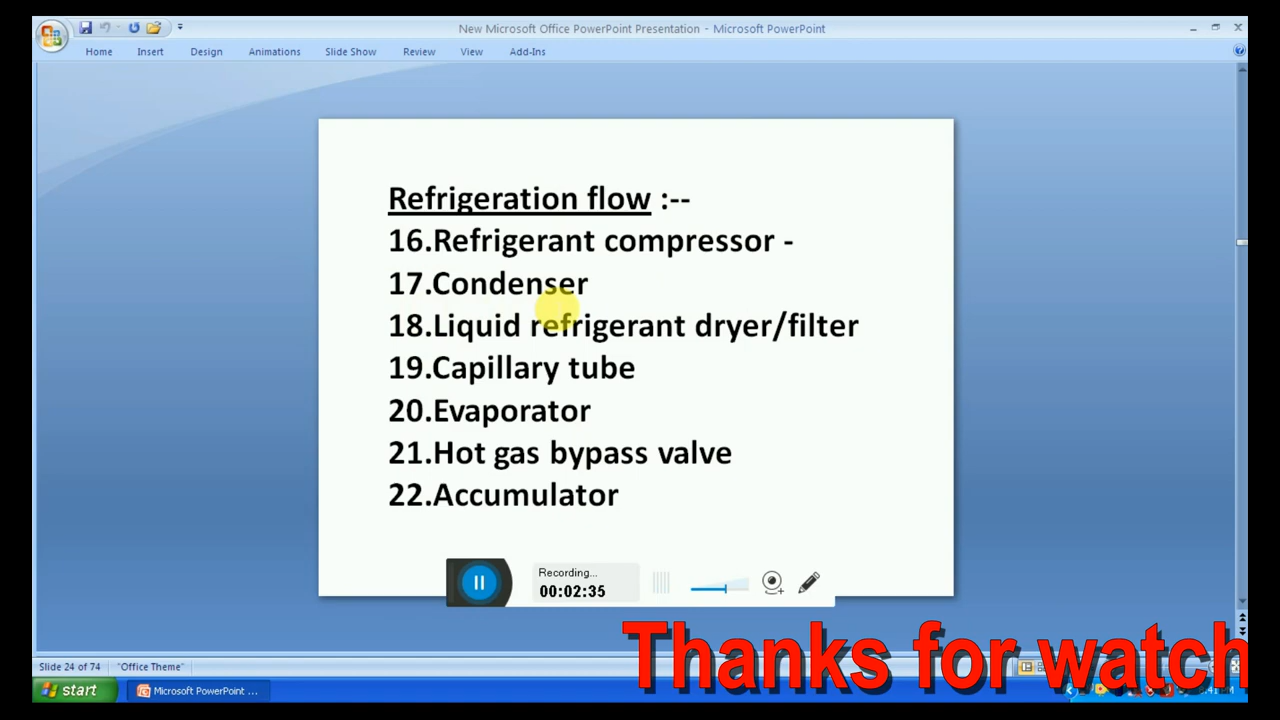 New Microsoft Office PowerPoint Presentation - Microsoft PowerPoint
Home Insert Design Animations Slide Show Review View Add-Ins
Refrigeration flow :--
16.Refrigerant compressor -
17.Condenser
18.Liquid refrigerant dryer/filter
19.Capillary tube
20.Evaporator
21.Hot gas bypass valve
22.Accumulator
Recording...
00:02:35
Thanks for watch
Slide 24 of 74 "Office Theme"
start Microsoft PowerPoint ...